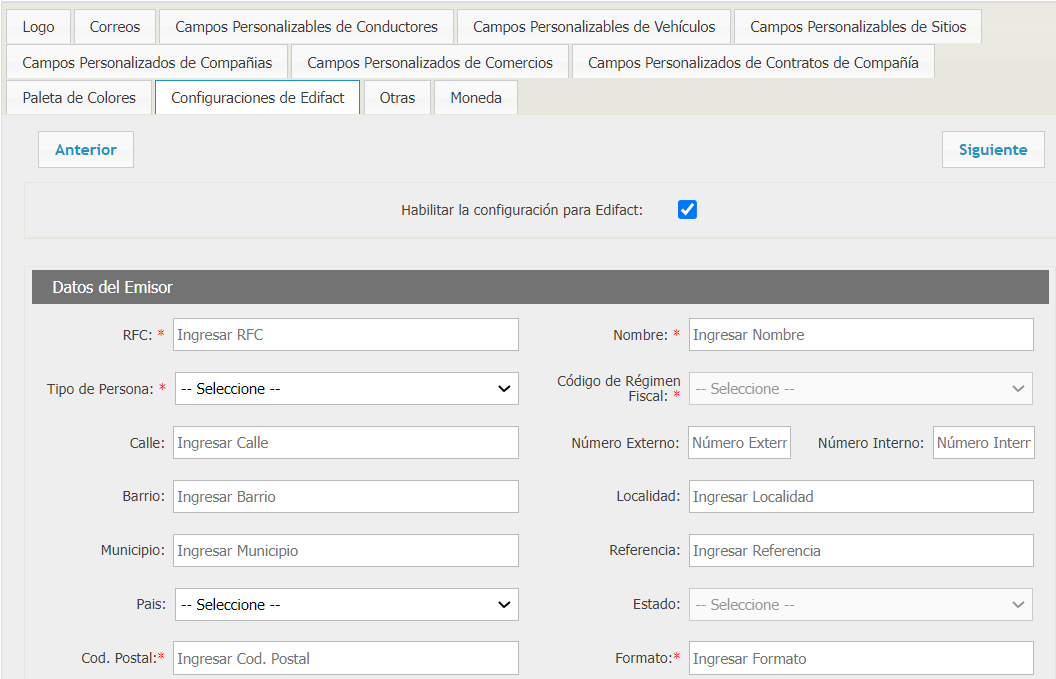 Logo Correos Campos Personalizables de Conductores Campos Personalizables de Vehículos Campos Personalizables de Sitios
Campos Personalizados de Compañias Campos Personalizados de Comercios Campos Personalizados de Contratos de Compañía
Paleta de Colores Configuraciones de Edifact Otras Moneda
Anterior Siguiente
Habilitar la configuración para Edifact:
Datos del Emisor
RFC: * Ingresar RFC Nombre: * Ingresar Nombre
Tipo de Persona: * -- Seleccione -- Código de Régimen Fiscal: * -- Seleccione --
Calle: Ingresar Calle Número Externo: Número Extern Número Interno: Número Intern
Barrio: Ingresar Barrio Localidad: Ingresar Localidad
Municipio: Ingresar Municipio Referencia: Ingresar Referencia
Pais: -- Seleccione -- Estado: -- Seleccione --
Cod. Postal:* Ingresar Cod. Postal Formato:* Ingresar Formato